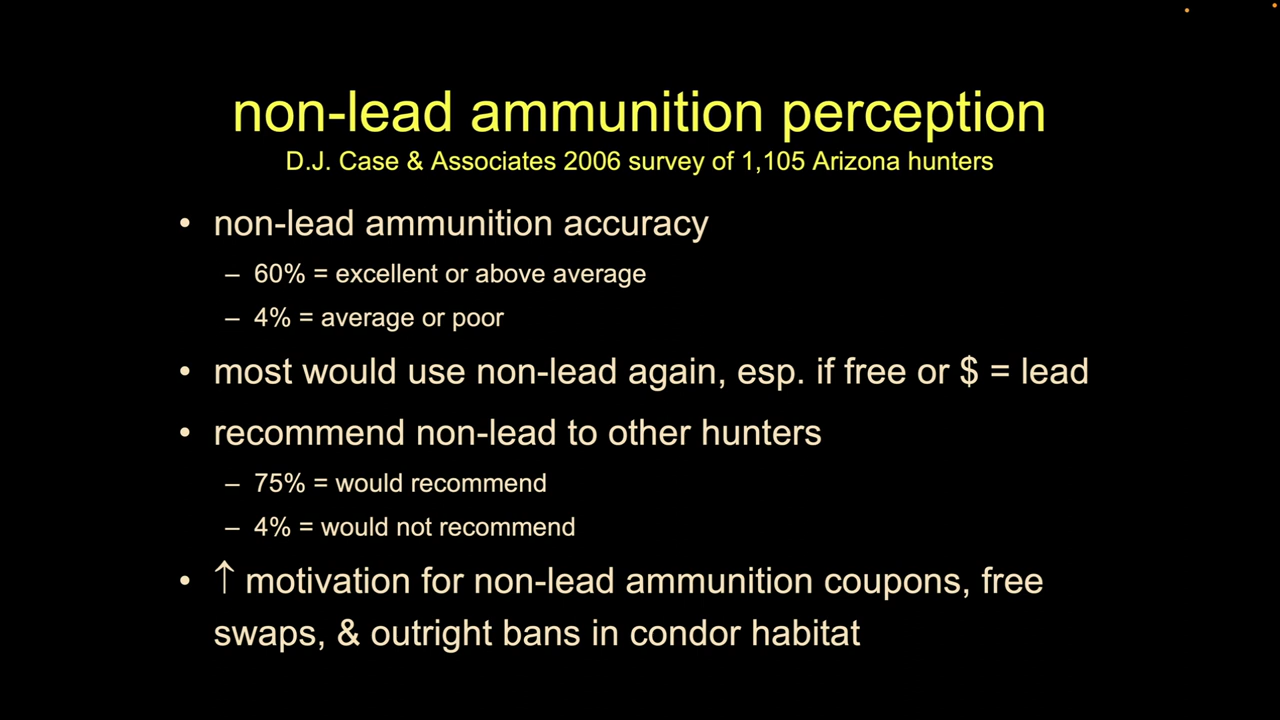 non-lead ammunition perception
D.J. Case & Associates 2006 survey of 1,105 Arizona hunters
• non-lead ammunition accuracy
– 60% = excellent or above average
– 4% = average or poor
• most would use non-lead again, esp. if free or $ = lead
• recommend non-lead to other hunters
– 75% = would recommend
– 4% = would not recommend
• ↑ motivation for non-lead ammunition coupons, free
swaps, & outright bans in condor habitat